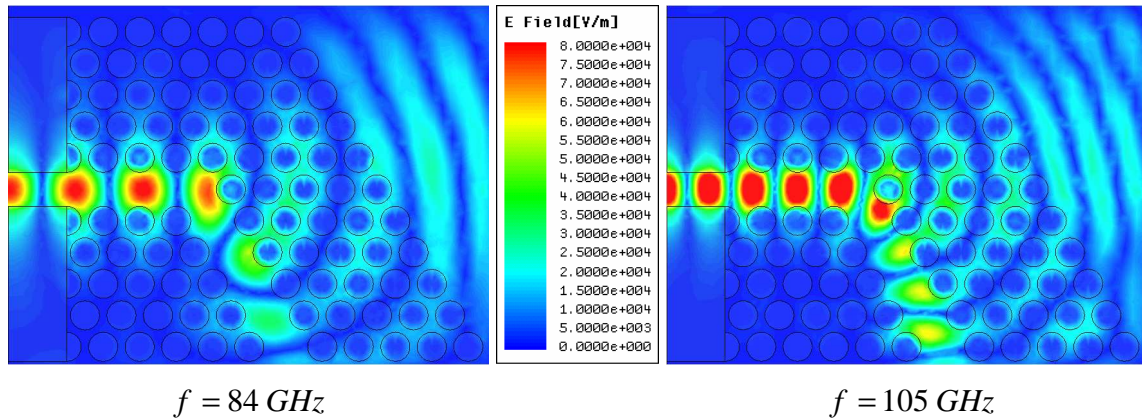 E Field[V/m]
8.0000e+004
7.5000e+004
7.0000e+004
6.5000e+004
6.0000e+004
5.5000e+004
5.0000e+004
4.5000e+004
4.0000e+004
3.5000e+004
3.0000e+004
2.5000e+004
2.0000e+004
1.5000e+004
1.0000e+004
5.0000e+003
0.0000e+000
f = 84 GHz
f = 105 GHz